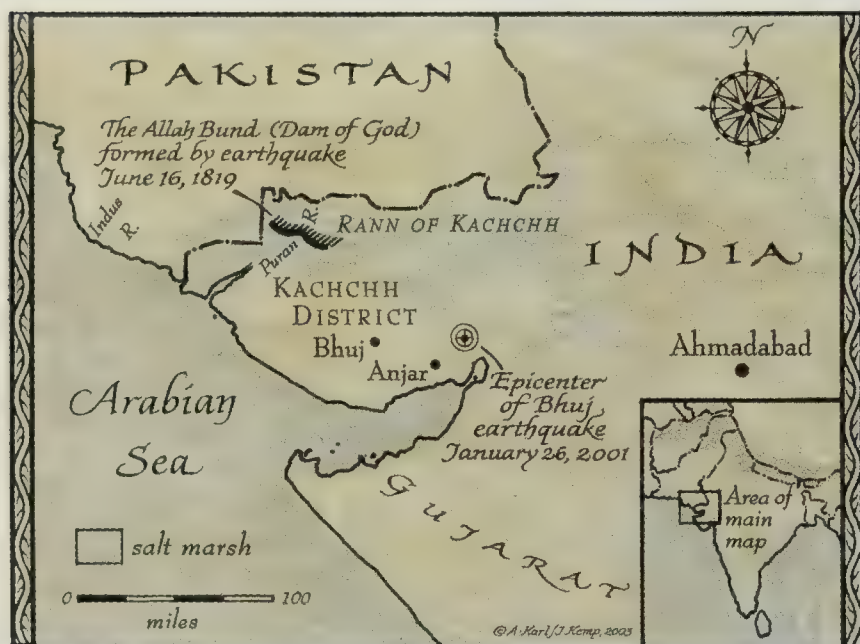 N
PAKISTAN
The Allah Bund (Dam of God)
formed by earthquake
June 16, 1819
Indus
R.
Puran R.
RANN OF KACHCHH
INDIA
KACHCHH
DISTRICT
Bhuj
Anjar
Ahmadabad
Epicenter
of Bhuj
earthquake
January 26, 2001
Arabian
Sea
GUJARAT
Area of
main
map
salt marsh
0 100
miles
© A. Karl/J. Kemp, 2005